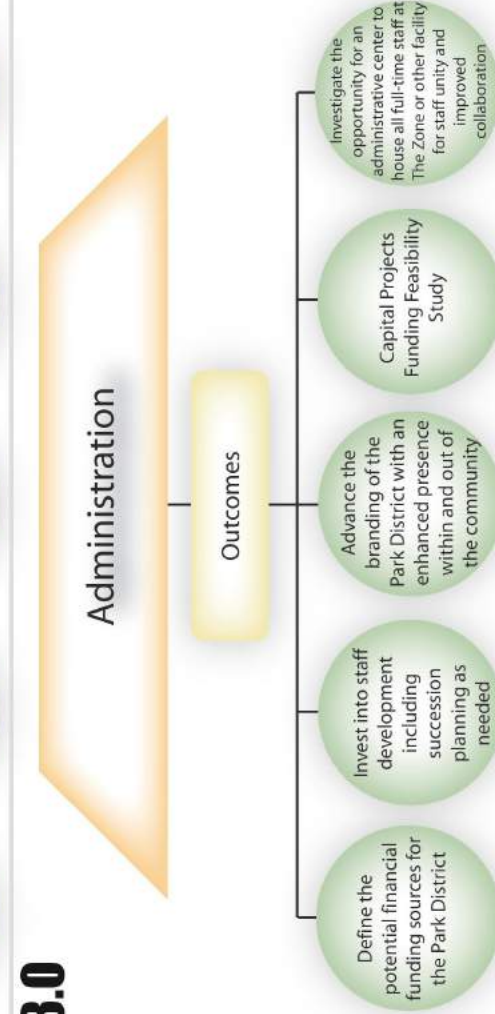 3.0
Administration
Outcomes
Define the
potential financial
funding sources for
the Park District
Invest into staff
development
including
succession
planning as
needed
Advance the
branding of the
Park District with an
enhanced presence
within and out of
the community
Capital Projects
Funding Feasibility
Study
Investigate the
opportunity for an
administrative center to
house all full-time staff at
The Zone or other facility
for staff unity and
improved
collaboration